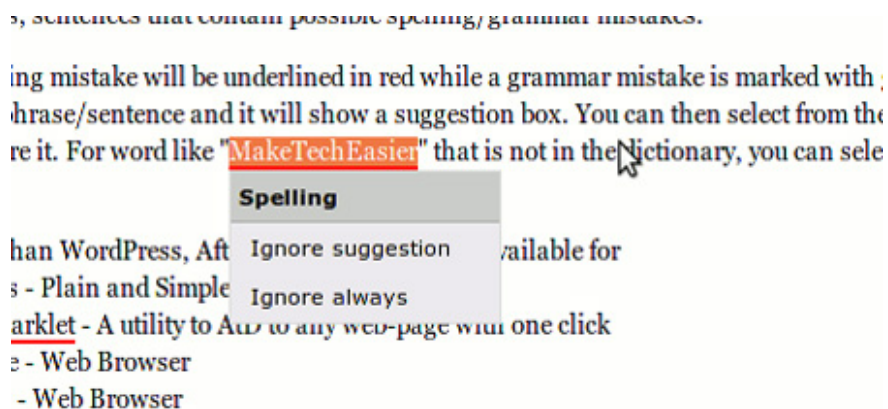 s, sentences that contain possible spelling/grammar mistakes.
ing mistake will be underlined in red while a grammar mistake is marked with
phrase/sentence and it will show a suggestion box. You can then select from the
re it. For word like "MakeTechEasier" that is not in the dictionary, you can sele
Spelling
Ignore suggestion
Ignore always
han WordPress, Aft vailable for
s - Plain and Simple
arklet - A utility to AtD to any web-page with one click
e - Web Browser
- Web Browser